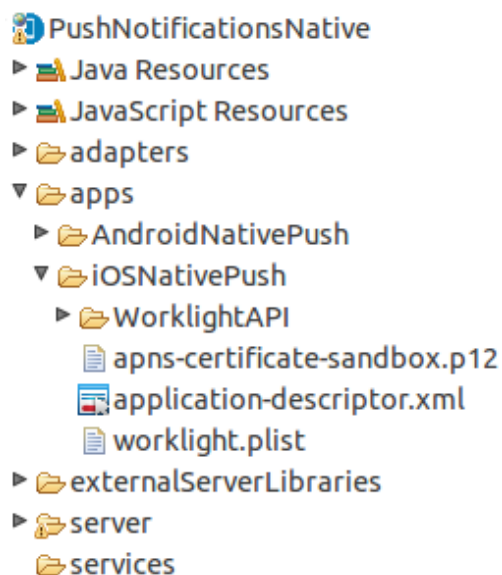 PushNotificationsNative
Java Resources
JavaScript Resources
adapters
apps
AndroidNativePush
iOSNativePush
WorklightAPI
apns-certificate-sandbox.p12
application-descriptor.xml
worklight.plist
externalServerLibraries
server
services